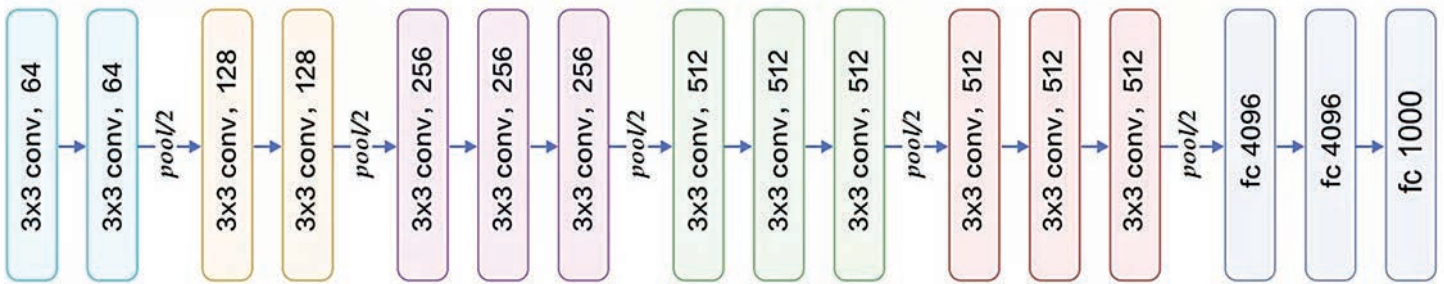 3x3 conv, 64
3x3 conv, 64
pool/2
3x3 conv, 128
3x3 conv, 128
pool/2
3x3 conv, 256
3x3 conv, 256
3x3 conv, 256
pool/2
3x3 conv, 512
3x3 conv, 512
3x3 conv, 512
pool/2
3x3 conv, 512
3x3 conv, 512
3x3 conv, 512
pool/2
fc 4096
fc 4096
fc 1000